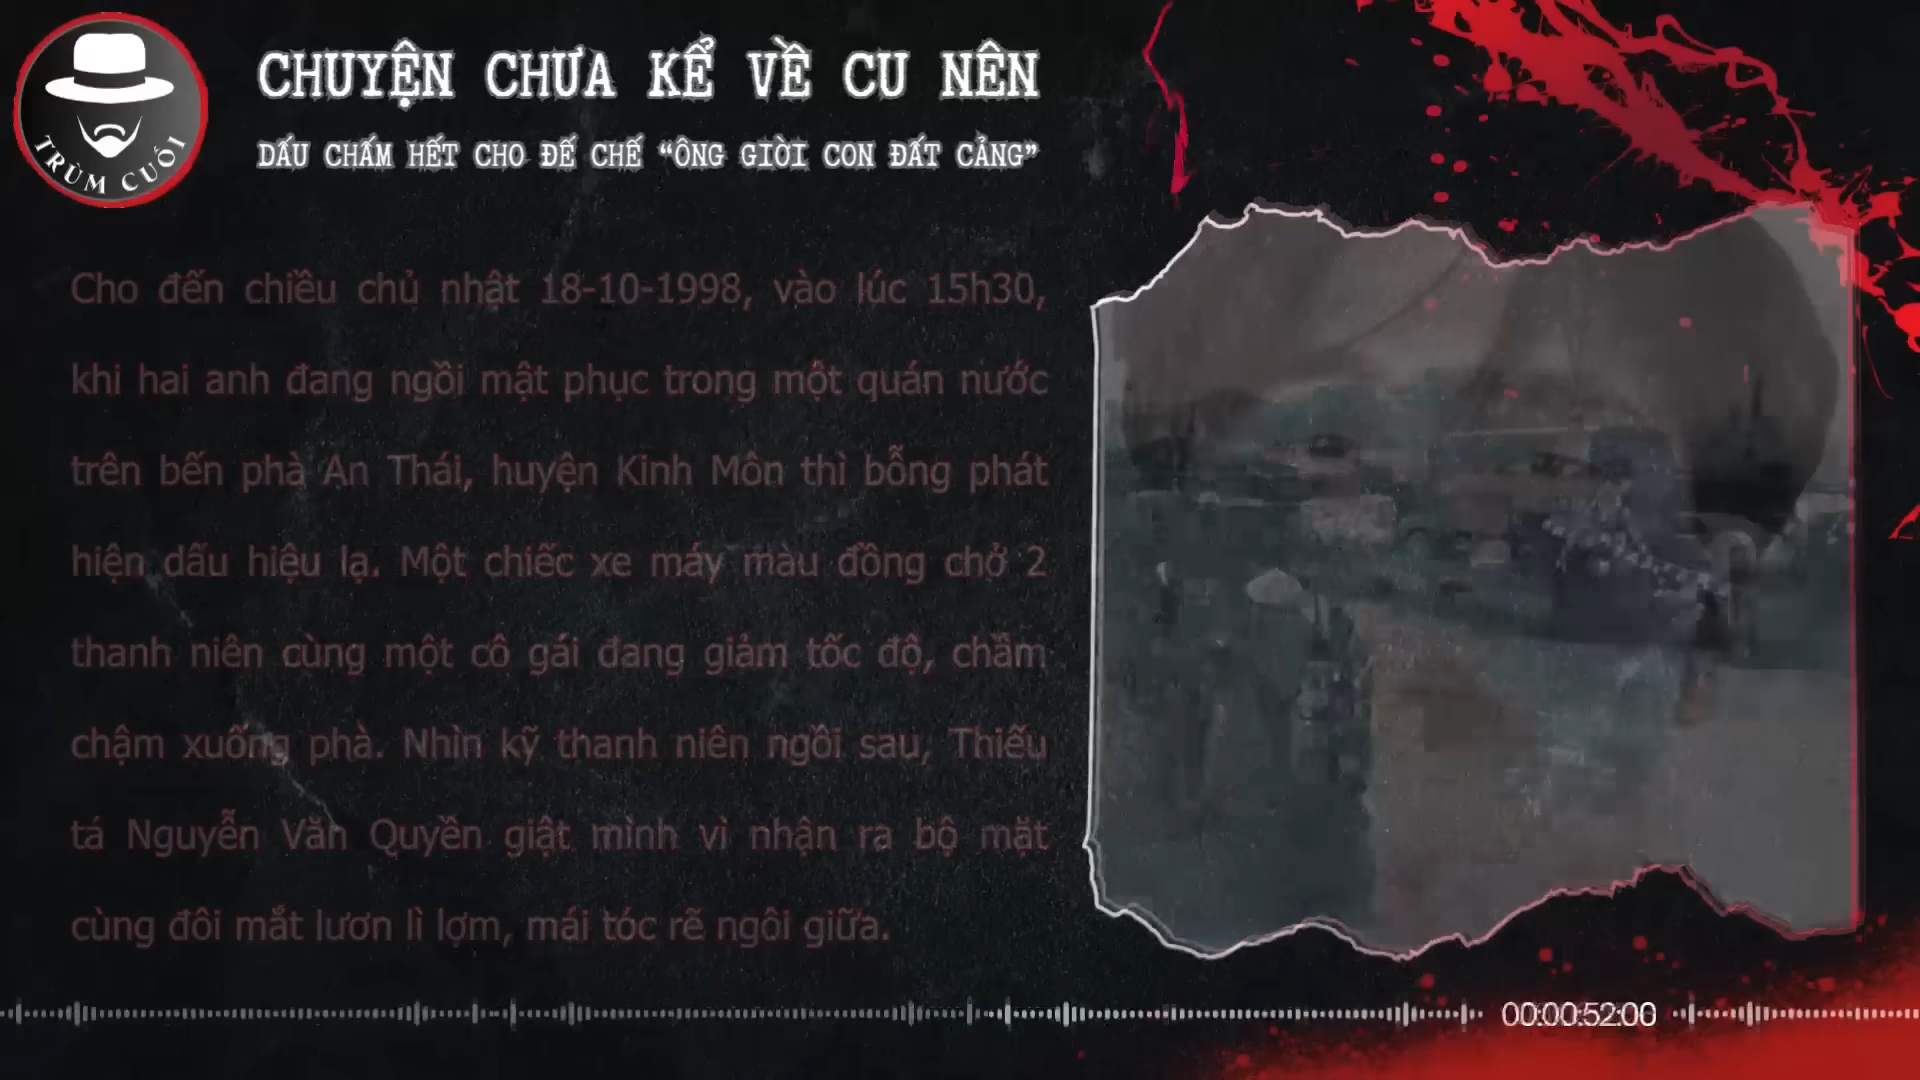 TRÙM CUỐI
CHUYỆN CHƯA KỂ VỀ CU NÊN
DẤU CHẤM HẾT CHO ĐẾ CHẾ “ÔNG GIỜI CON ĐẤT CẢNG”
Cho đến chiều chủ nhật 18-10-1998, vào lúc 15h30,
khi hai anh đang ngồi mật phục trong một quán nước
trên bến phà An Thái, huyện Kinh Môn thì bỗng phát
hiện dấu hiệu lạ. Một chiếc xe máy màu đồng chở 2
thanh niên cùng một cô gái đang giảm tốc độ, chầm
chậm xuống phà. Nhìn kỹ thanh niên ngồi sau, Thiếu
tá Nguyễn Văn Quyền giật mình vì nhận ra bộ mặt
cùng đôi mắt lươn lì lợm, mái tóc rẽ ngôi giữa.
00:00:52:00